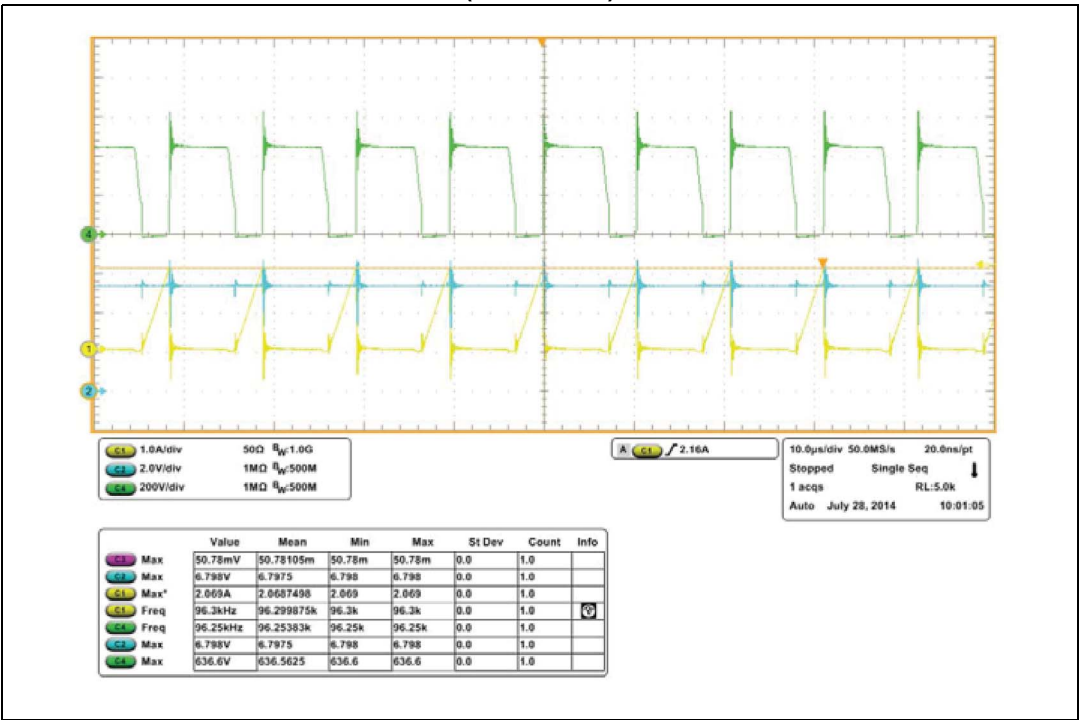 4
1
2
C1 1.0A/div 50Ω BW:1.0G
C2 2.0V/div 1MΩ BW:500M
C4 200V/div 1MΩ BW:500M
A C1 2.16A
10.0µs/div 50.0MS/s 20.0ns/pt
Stopped Single Seq
1 acqs RL:5.0k
Auto July 28, 2014 10:01:05
Value Mean Min Max St Dev Count Info
C3 Max 50.78mV 50.78105m 50.78m 50.78m 0.0 1.0
C2 Max 6.798V 6.7975 6.798 6.798 0.0 1.0
C1 Max* 2.069A 2.0687498 2.069 2.069 0.0 1.0
C1 Freq 96.3kHz 96.299875k 96.3k 96.3k 0.0 1.0
C4 Freq 96.25kHz 96.25383k 96.25k 96.25k 0.0 1.0
C2 Max 6.798V 6.7975 6.798 6.798 0.0 1.0
C4 Max 636.6V 636.5625 636.6 636.6 0.0 1.0